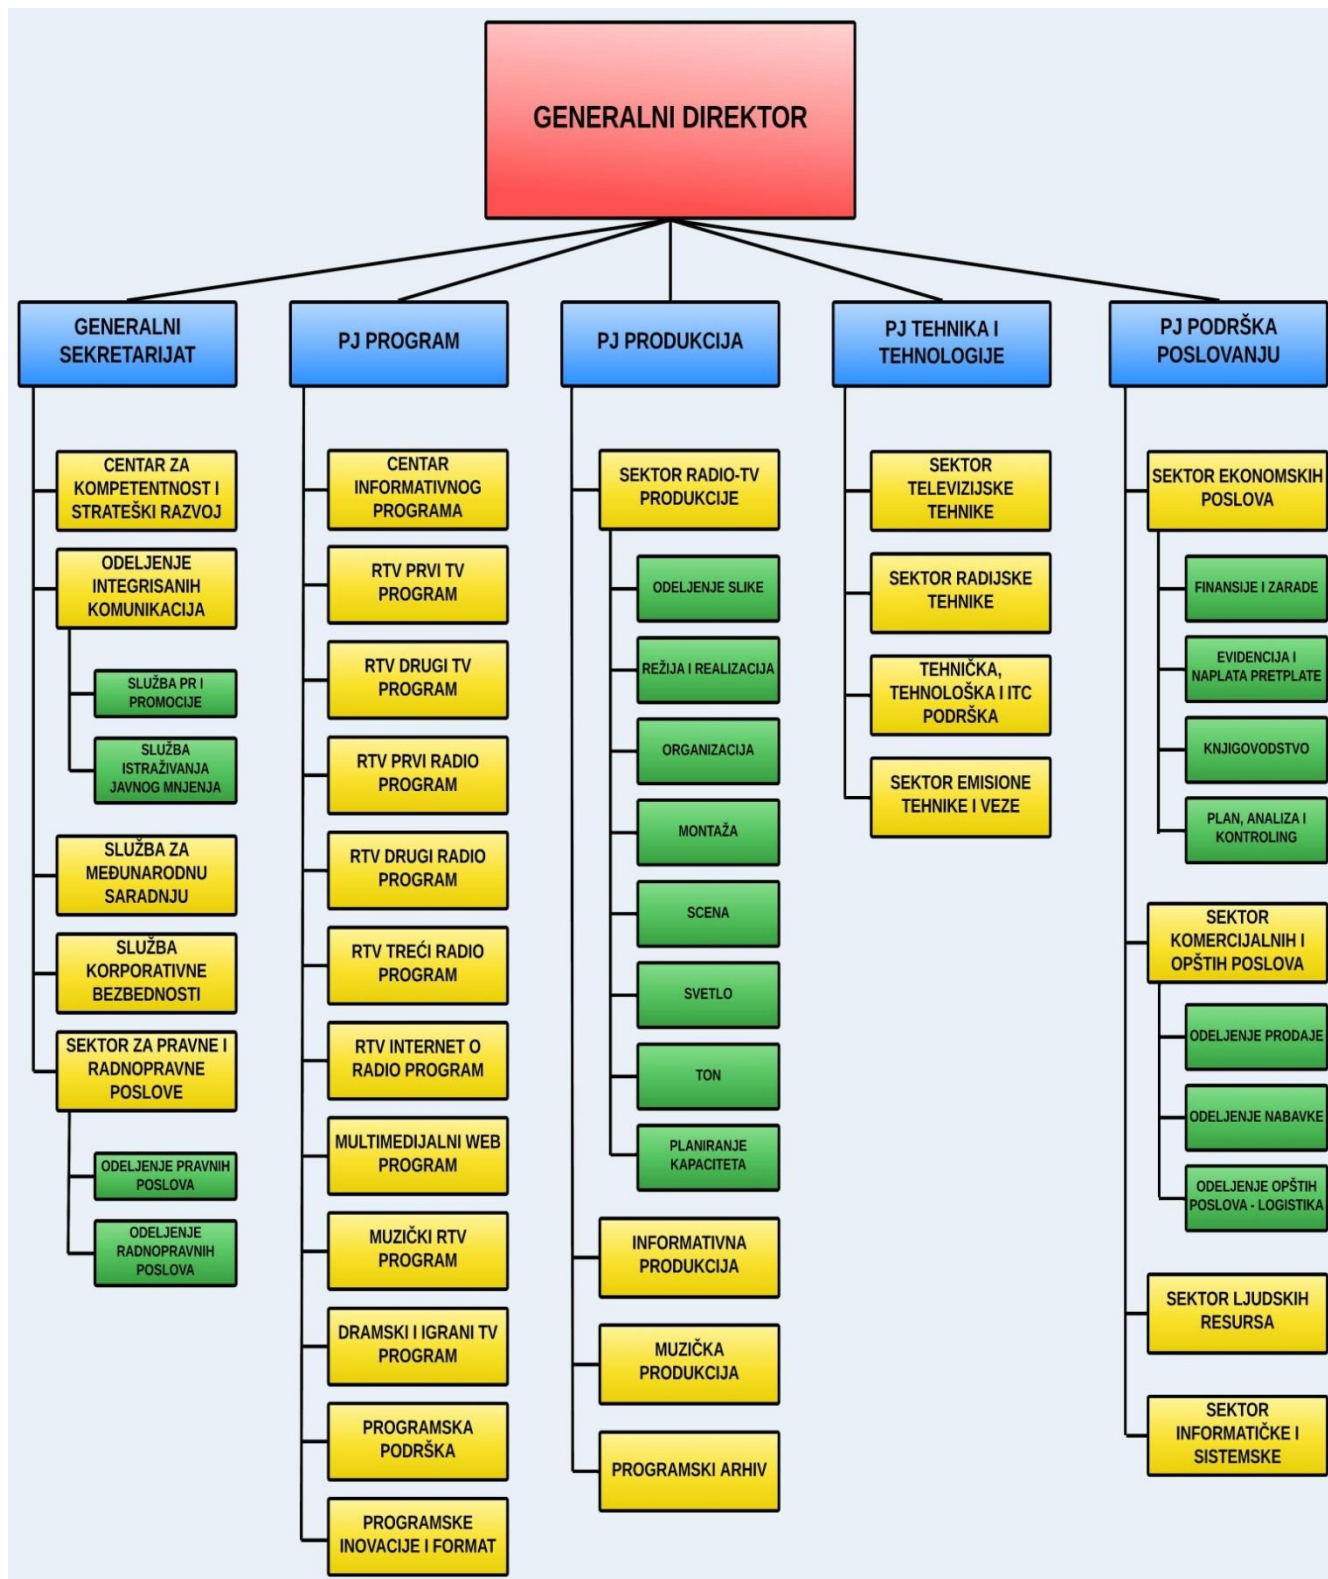 GENERALNI DIREKTOR
GENERALNI
SEKRETARIJAT
CENTAR ZA
KOMPETENTNOST I
STRATEŠKI RAZVOJ
ODELJENJE
INTEGRISANIH
KOMUNIKACIJA
SLUŽBA PR I
PROMOCIJE
SLUŽBA
ISTRAŽIVANJA
JAVNOG MNJENJA
SLUŽBA ZA
MEĐUNARODNU
SARADNJU
SLUŽBA
KORPORATIVNE
BEZBEDNOSTI
SEKTOR ZA PRAVNE I
RADNOPRAVNE
POSLOVE
ODELJENJE PRAVNIH
POSLOVA
ODELJENJE
RADNOPRAVNIH
POSLOVA
PJ PROGRAM
CENTAR
INFORMATIVNOG
PROGRAMA
RTV PRVI TV
PROGRAM
RTV DRUGI TV
PROGRAM
RTV PRVI RADIO
PROGRAM
RTV DRUGI RADIO
PROGRAM
RTV TREĆI RADIO
PROGRAM
RTV INTERNET O
RADIO PROGRAM
MULTIMEDIJALNI WEB
PROGRAM
MUZIČKI RTV
PROGRAM
DRAMSKI I IGRANI TV
PROGRAM
PROGRAMSKA
PODRŠKA
PROGRAMSKE
INOVACIJE I FORMAT
PJ PRODUKCIJA
SEKTOR RADIO-TV
PRODUKCIJE
ODELJENJE SLIKE
REŽIJA I REALIZACIJA
ORGANIZACIJA
MONTAŽA
SCENA
SVETLO
TON
PLANIRANJE
KAPACITETA
INFORMATIVNA
PRODUKCIJA
MUZIČKA
PRODUKCIJA
PROGRAMSKI ARHIV
PJ TEHNIKA I
TEHNOLOGIJE
SEKTOR
TELEVIZIJSKE
TEHNIKE
SEKTOR RADIJSKE
TEHNIKE
TEHNIČKA,
TEHNOLOŠKA I ITC
PODRŠKA
SEKTOR EMISIONE
TEHNIKE I VEZE
PJ PODRŠKA
POSLOVANJU
SEKTOR EKONOMSKIH
POSLOVA
FINANSIJE I ZARADE
EVIDENCIJA I
NAPLATA PRETPLATE
KNJIGOVODSTVO
PLAN, ANALIZA I
KONTROLING
SEKTOR
KOMERCIJALNIH I
OPŠTIH POSLOVA
ODELJENJE PRODAJE
ODELJENJE NABAVKE
ODELJENJE OPŠTIH
POSLOVA - LOGISTIKA
SEKTOR LJUDSKIH
RESURSA
SEKTOR
INFORMATIČKE I
SISTEMSKE